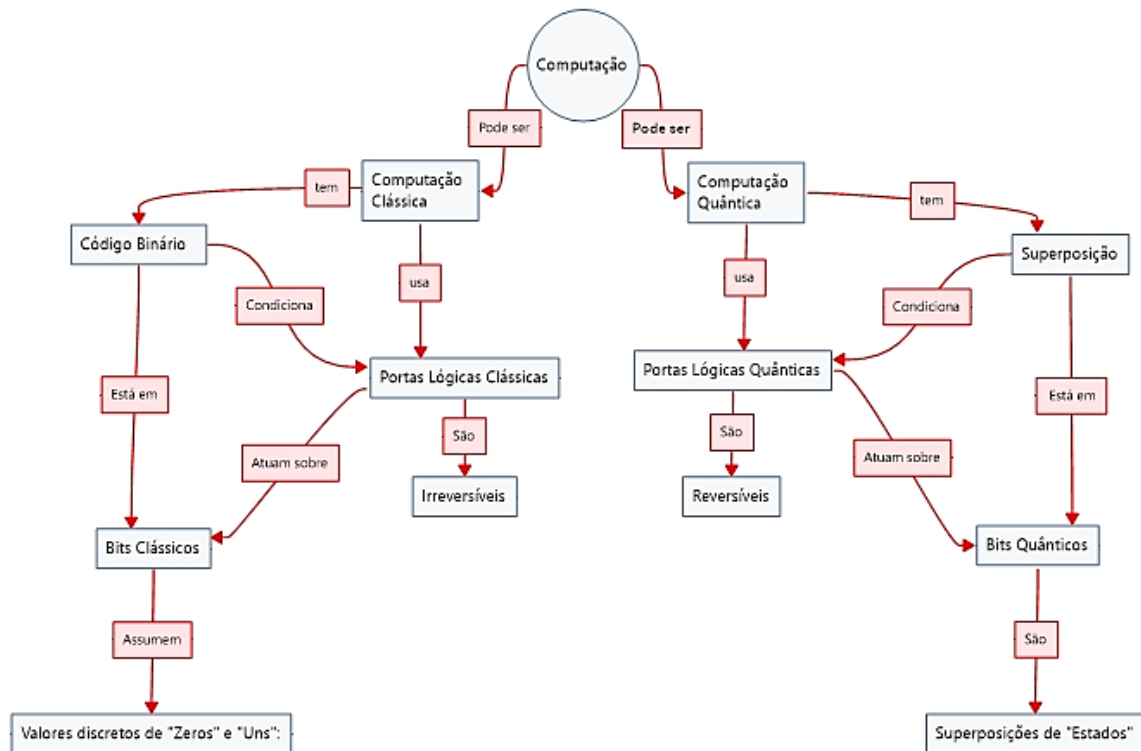 Computação
Pode ser
Pode ser
Computação
Clássica
tem
Computação
Quântica
tem
Código Binário
Superposição
usa
usa
Condiciona
Condiciona
Portas Lógicas Clássicas
Portas Lógicas Quânticas
Está em
Está em
São
São
Atuam sobre
Atuam sobre
Irreversíveis
Reversíveis
Bits Clássicos
Bits Quânticos
Assumem
São
Valores discretos de "Zeros" e "Uns":
Superposições de "Estados"